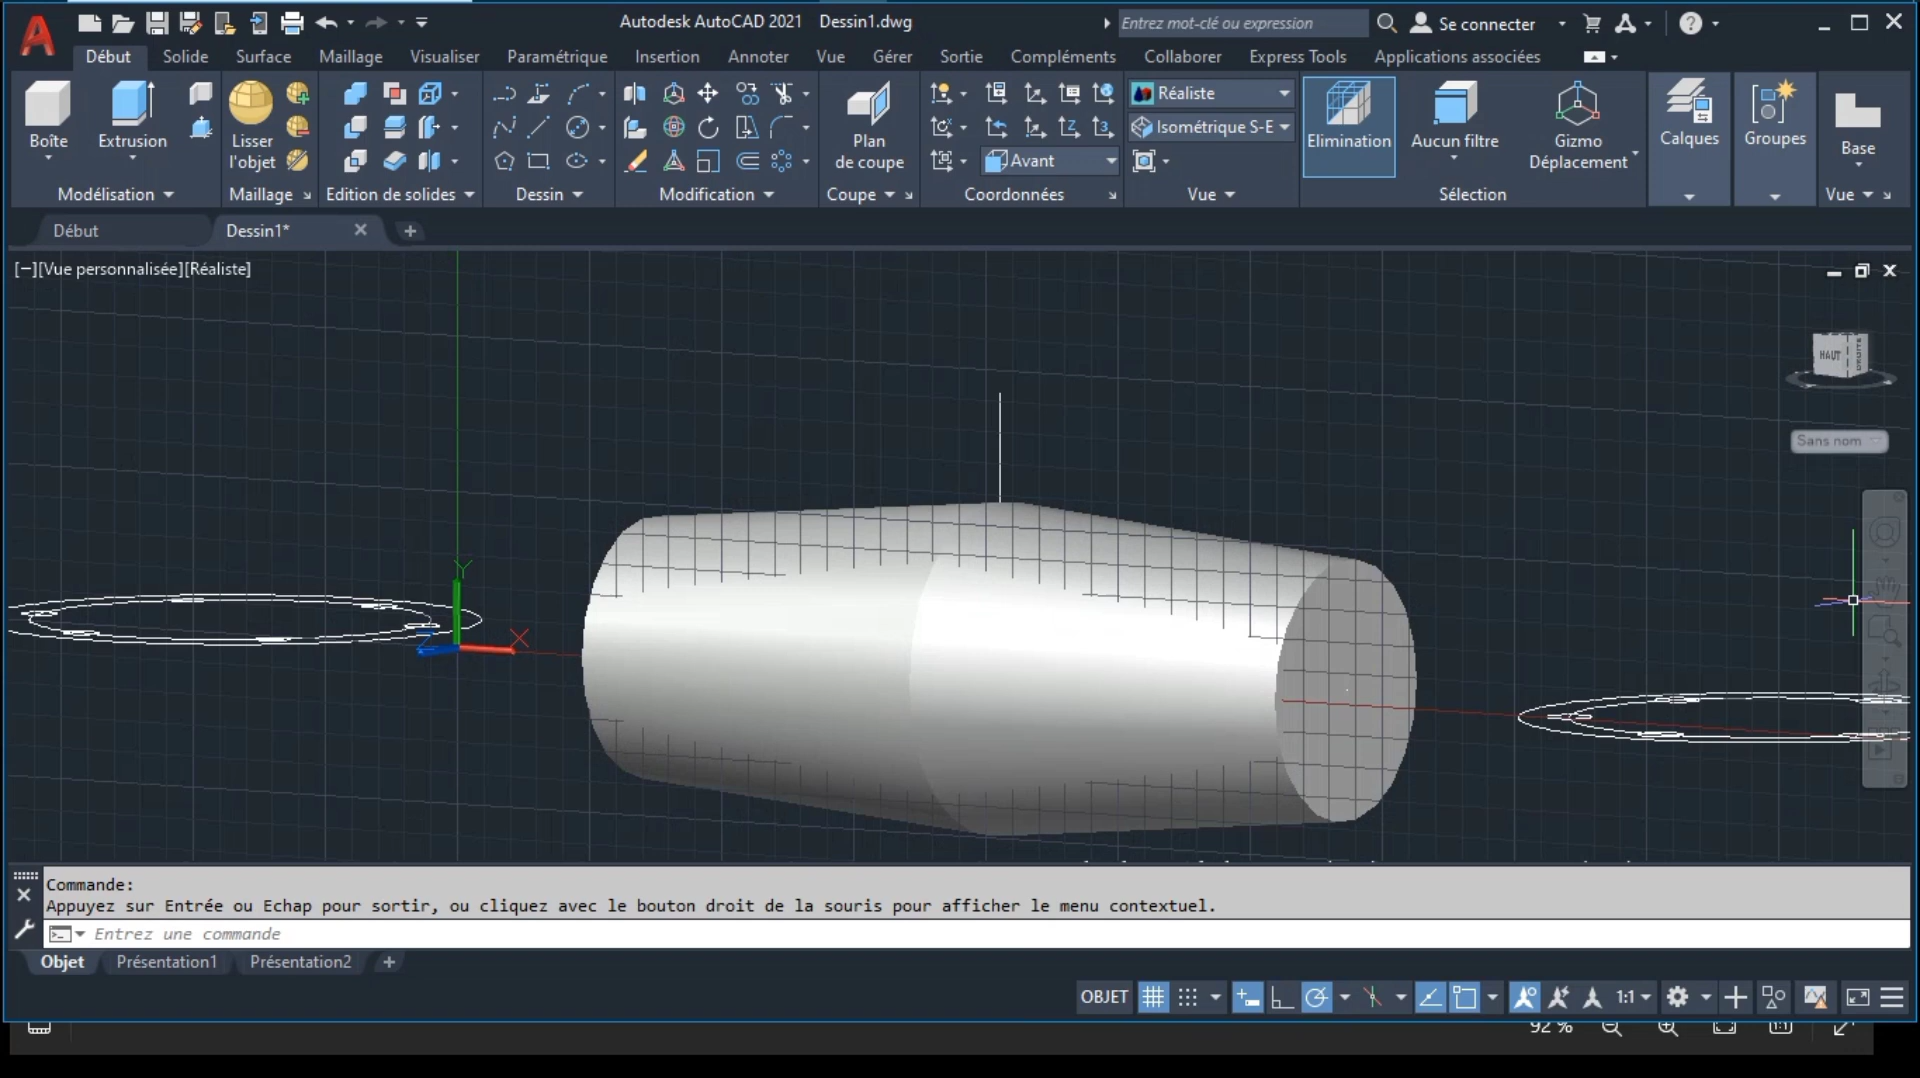 Autodesk AutoCAD 2021 Dessin1.dwg
Entrez mot-clé ou expression
Se connecter
Début Solide Surface Maillage Visualiser Paramétrique Insertion Annoter Vue Gérer Sortie Compléments Collaborer Express Tools Applications associées
Boîte
Extrusion
Lisser
l'objet
Plan
de coupe
Avant
Réaliste
Isométrique S-E
Elimination
Aucun filtre
Gizmo
Déplacement
Calques
Groupes
Base
Modélisation Maillage Edition de solides Dessin Modification Coupe Coordonnées Vue Sélection Vue
Début Dessin1*
[−][Vue personnalisée][Réaliste]
HAUT
Sans nom
Y
X
Z
Commande:
Appuyez sur Entrée ou Echap pour sortir, ou cliquez avec le bouton droit de la souris pour afficher le menu contextuel.
Entrez une commande
Objet Présentation1 Présentation2 +
OBJET 1:1
92 % 1:1